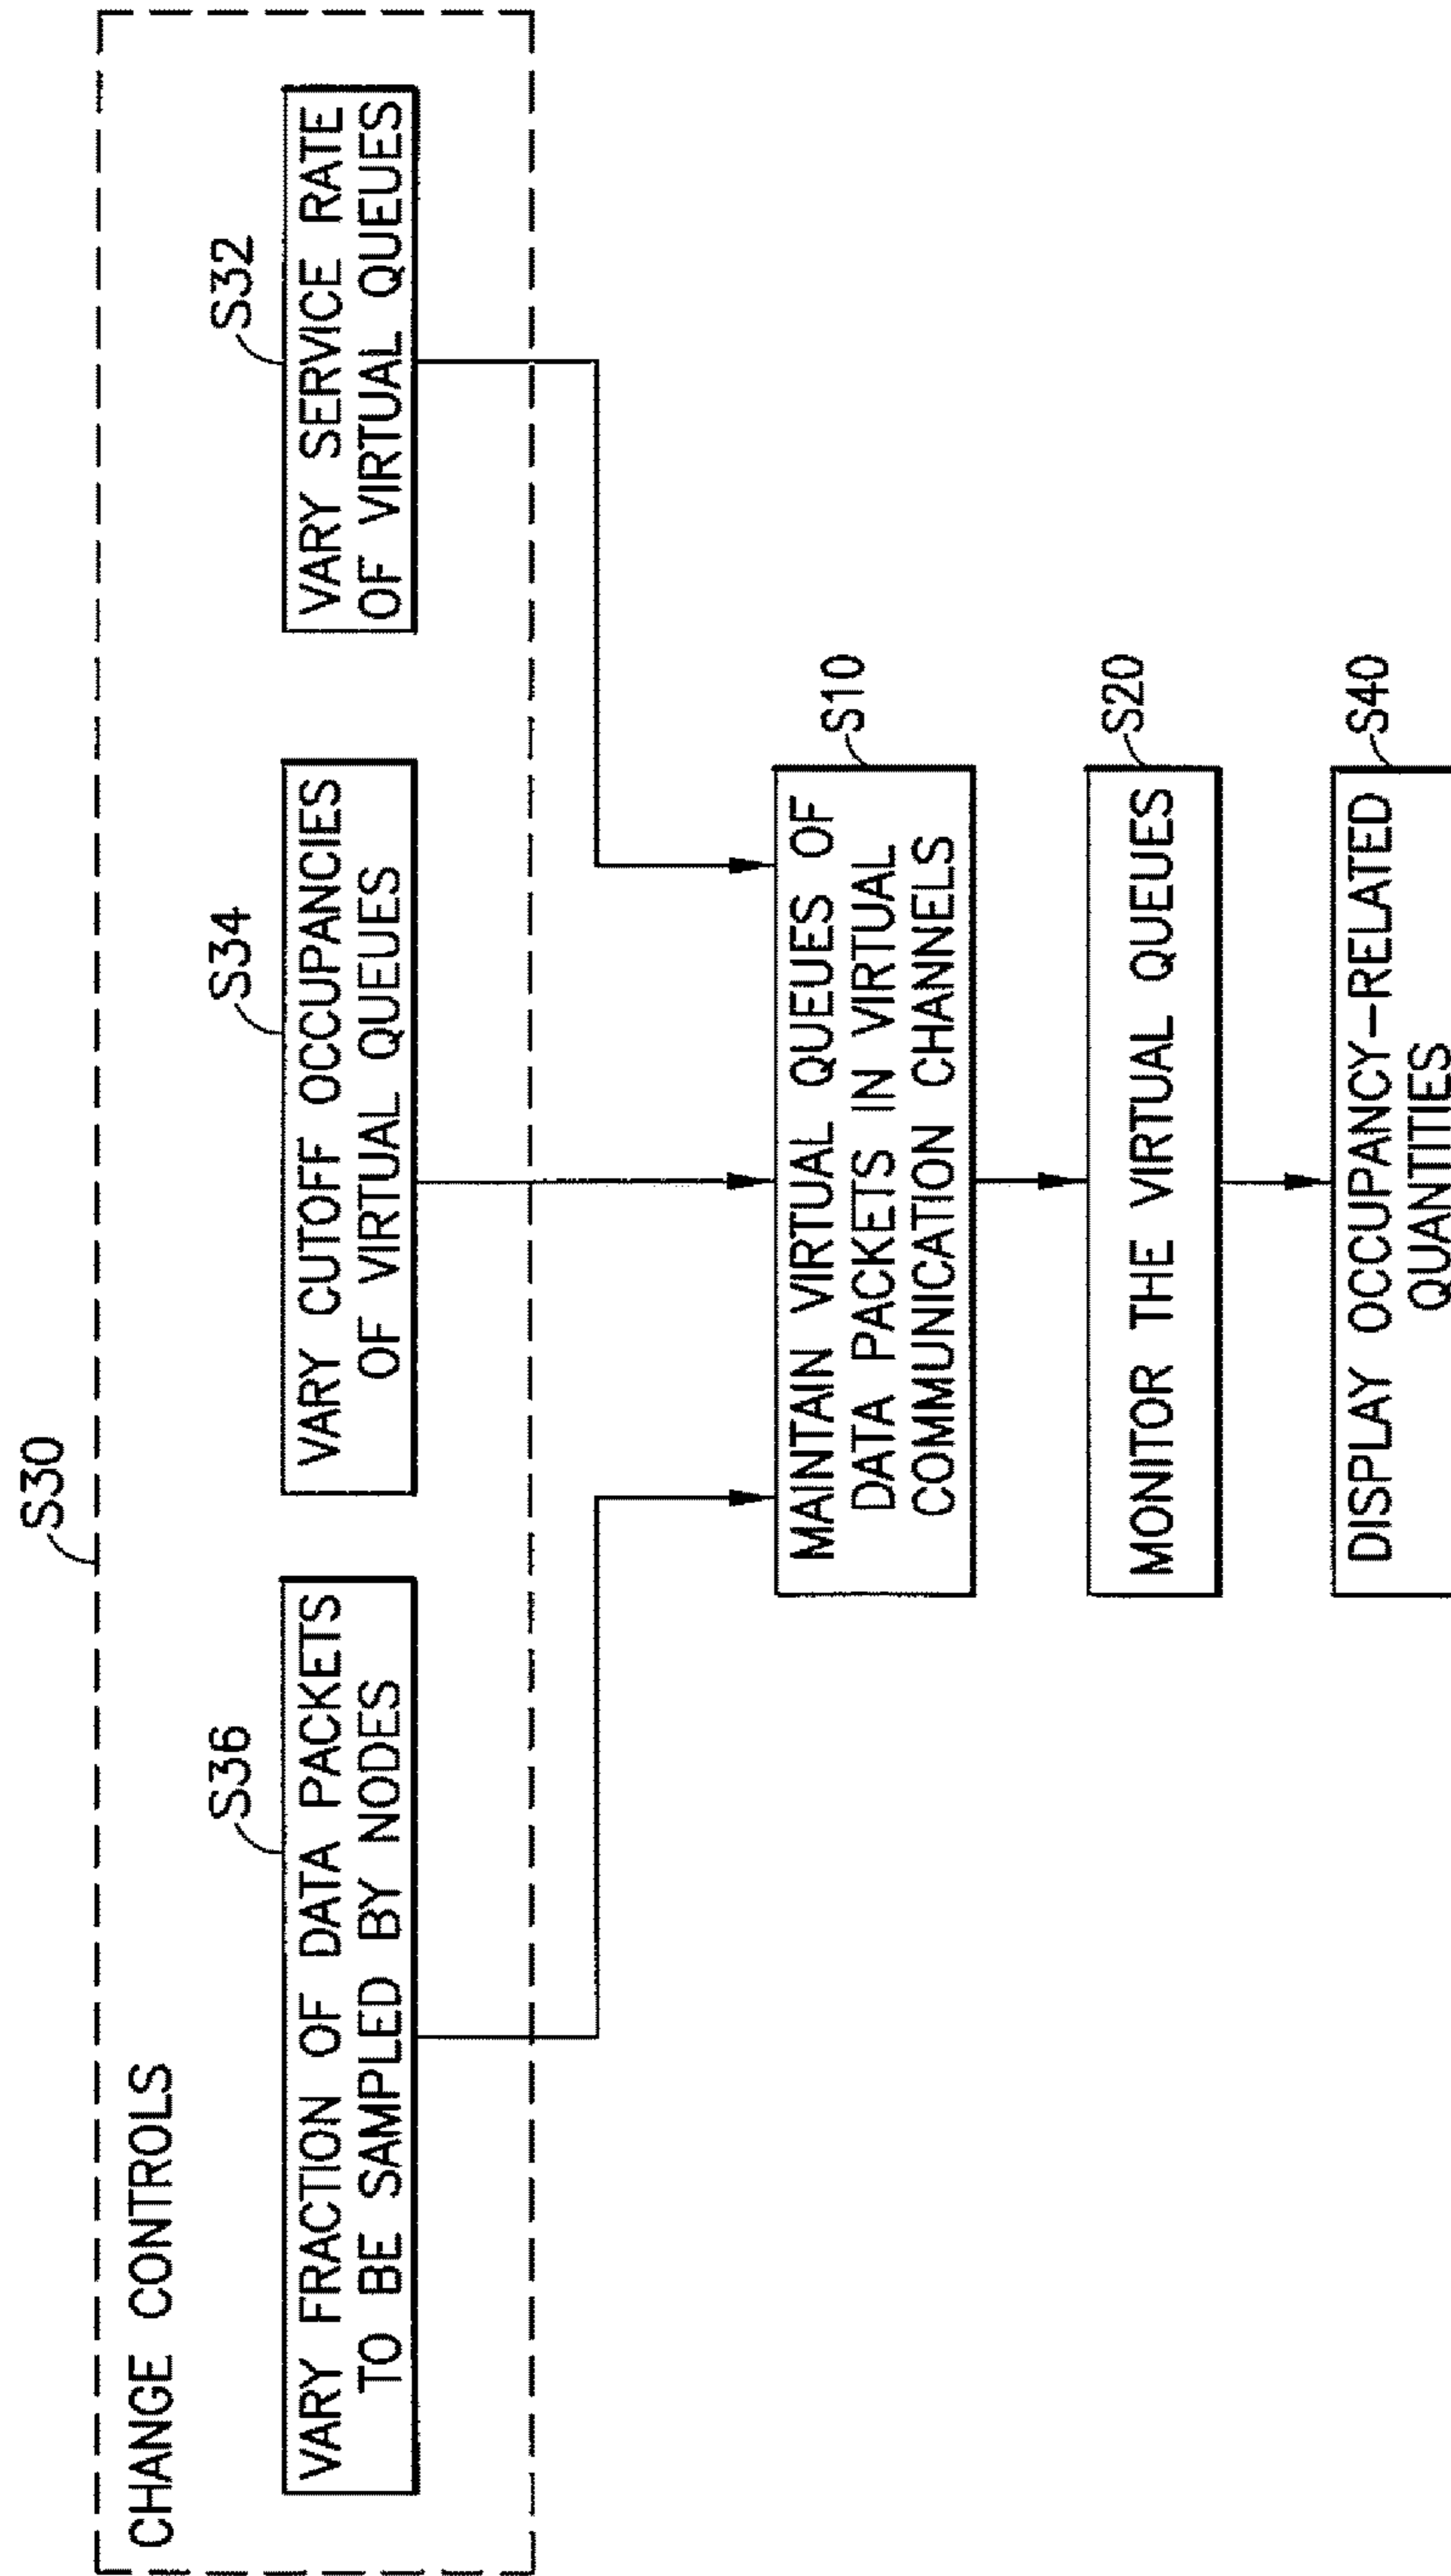 S30
CHANGE CONTROLS
S36
VARY FRACTION OF DATA PACKETS
TO BE SAMPLED BY NODES
S34
VARY CUTOFF OCCUPANCIES
OF VIRTUAL QUEUES
S32
VARY SERVICE RATE
OF VIRTUAL QUEUES
S10
MAINTAIN VIRTUAL QUEUES OF
DATA PACKETS IN VIRTUAL
COMMUNICATION CHANNELS
S20
MONITOR THE VIRTUAL QUEUES
S40
DISPLAY OCCUPANCY-RELATED
QUANTITIES